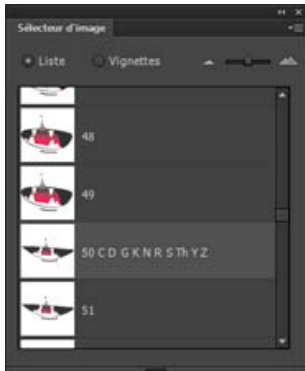 Sélecteur d'image
Liste Vignettes
48
49
50 C D G K N R S Th Y Z
51